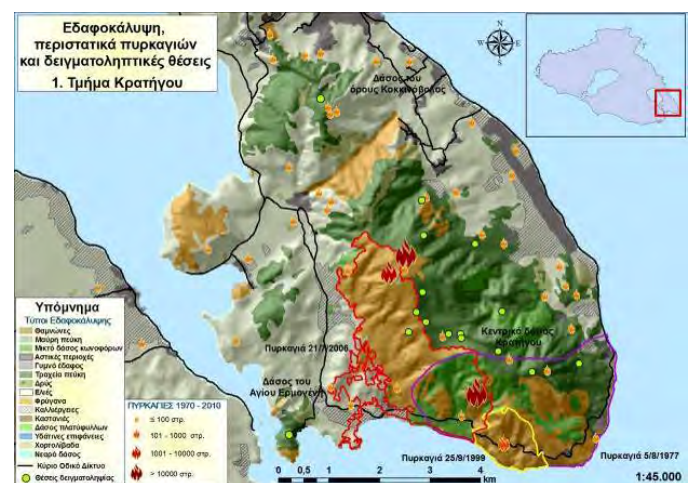 Εδαφοκάλυψη,
περιστατικά πυρκαγιών
και δειγματοληπτικές θέσεις
1. Τμήμα Κρατήγου
N
W E
S
Δάσος του
όρους Κοκκινόβολος
Κεντρικό δάσος
Κρατήγου
Πυρκαγιά 21/7/2006
Δάσος του
Αγίου Ερμογένη
Πυρκαγιά 25/9/1999
Πυρκαγιά 5/8/1977
Υπόμνημα
Τύποι Εδαφοκάλυψης
Θαμνώνες
Μαύρη πεύκη
Μικτό δάσος κωνοφόρων
Αστικές περιοχές
Γυμνό έδαφος
Τραχεία πεύκη
Δρύς
Ελιές
Φρύγανα
Καλλιέργειες
Καστανιές
Δάσος πλατύφυλλων
Υδάτινες επιφάνειες
Χορτολίβαδα
Νεαρό δάσος
Κύριο Οδικό Δίκτυο
Θέσεις δειγματοληψίας
ΠΥΡΚΑΓΙΕΣ 1970 - 2010
≤ 100 στρ.
101 - 1000 στρ.
1001 - 10000 στρ.
> 10000 στρ.
0 0,5 1 2 3 4
km
1:45.000